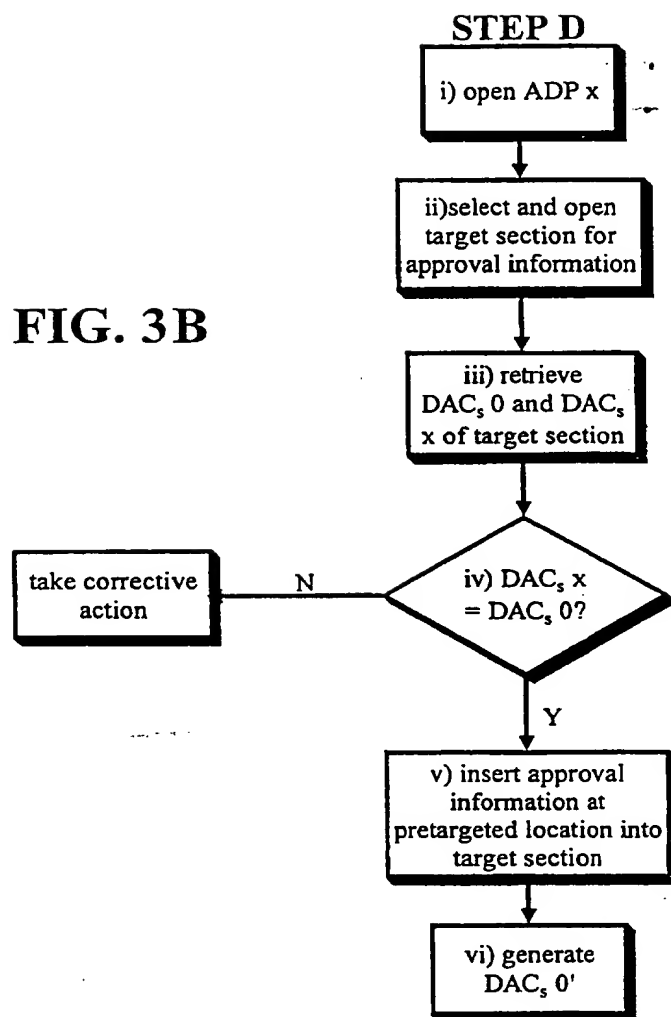 STEP D
i) open ADP x
ii)select and open
target section for
approval information
FIG. 3B
iii) retrieve
DACₛ 0 and DACₛ
x of target section
take corrective
action
N
iv) DACₛ x
= DACₛ 0?
Y
v) insert approval
information at
pretargeted location into
target section
vi) generate
DACₛ 0'